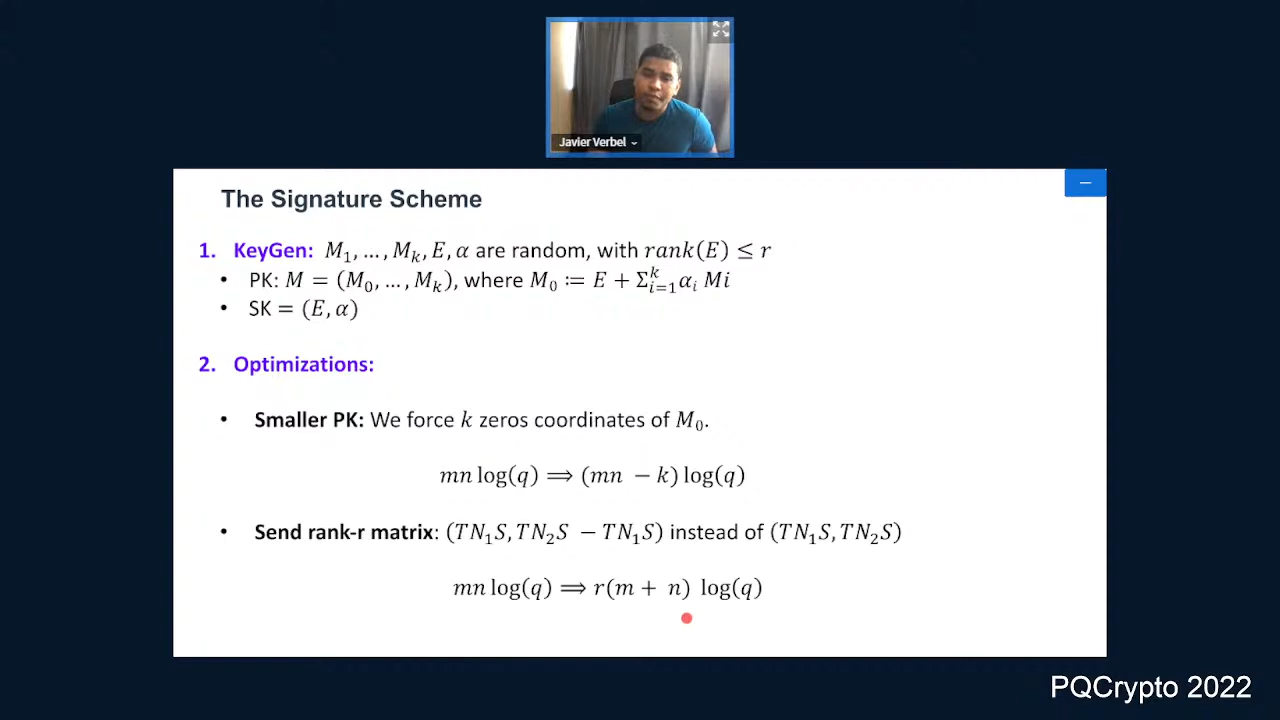 Javier Verbel
The Signature Scheme
1. KeyGen: M₁, …, Mₖ, E, α are random, with rank(E) ≤ r
• PK: M = (M₀, …, Mₖ), where M₀ ≔ E + Σᵢ₌₁ᵏ αᵢ Mi
• SK = (E, α)
2. Optimizations:
• Smaller PK: We force k zeros coordinates of M₀.
mn log(q) ⟹ (mn − k) log(q)
• Send rank-r matrix: (TN₁S, TN₂S − TN₁S) instead of (TN₁S, TN₂S)
mn log(q) ⟹ r(m + n) log(q)
PQCrypto 2022